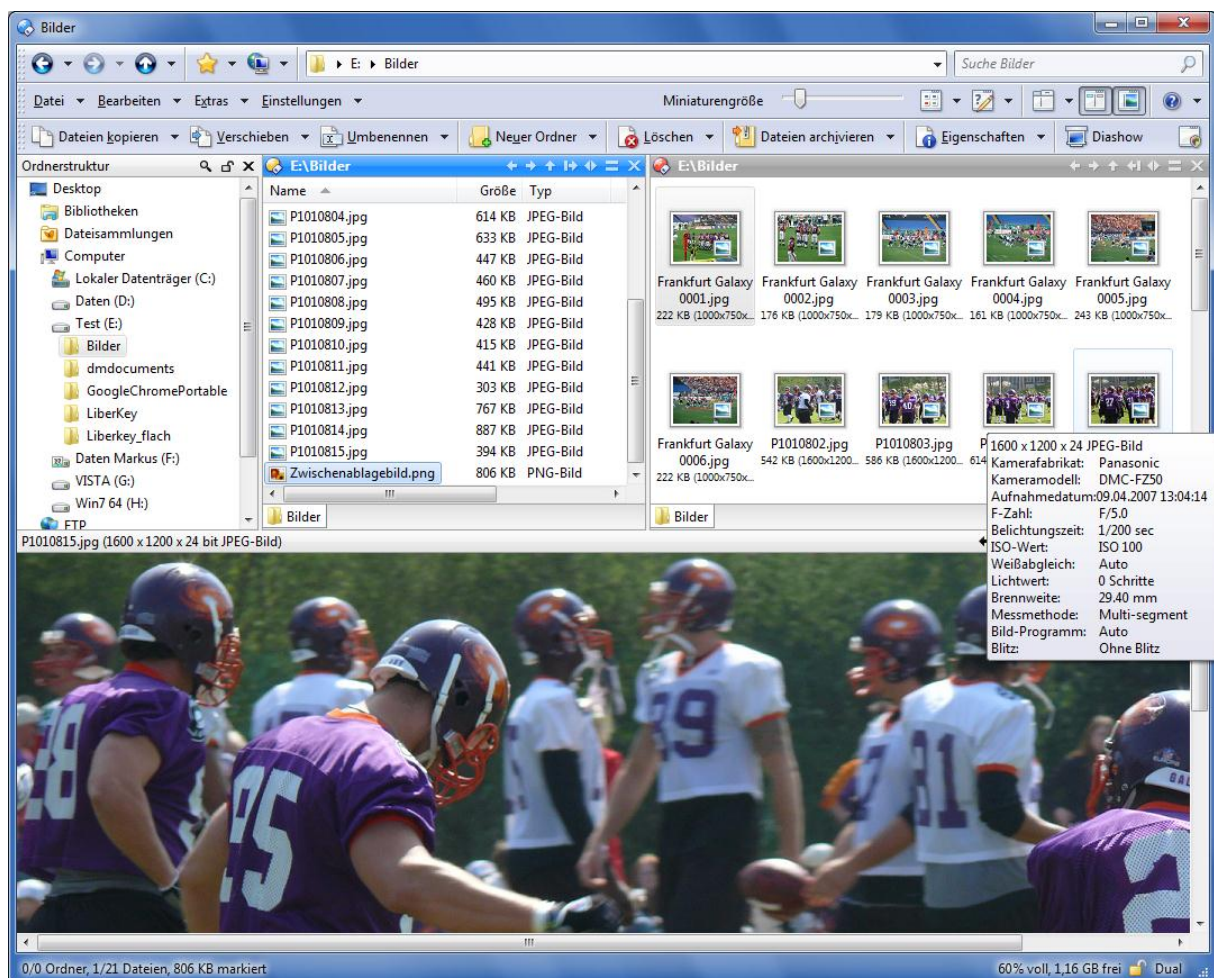 Bilder
E: Bilder
Suche Bilder
Datei Bearbeiten Extras Einstellungen Miniaturengröße
Dateien kopieren Verschieben Umbenennen Neuer Ordner Löschen Dateien archivieren Eigenschaften Diashow
Ordnerstruktur
Desktop
Bibliotheken
Dateisammlungen
Computer
Lokaler Datenträger (C:)
Daten (D:)
Test (E:)
Bilder
dmdocuments
GoogleChromePortable
LiberKey
Liberkey_flach
Daten Markus (F:)
VISTA (G:)
Win7 64 (H:)
FTP
E:\Bilder
Name Größe Typ
P1010804.jpg 614 KB JPEG-Bild
P1010805.jpg 633 KB JPEG-Bild
P1010806.jpg 447 KB JPEG-Bild
P1010807.jpg 460 KB JPEG-Bild
P1010808.jpg 495 KB JPEG-Bild
P1010809.jpg 428 KB JPEG-Bild
P1010810.jpg 415 KB JPEG-Bild
P1010811.jpg 441 KB JPEG-Bild
P1010812.jpg 303 KB JPEG-Bild
P1010813.jpg 767 KB JPEG-Bild
P1010814.jpg 887 KB JPEG-Bild
P1010815.jpg 394 KB JPEG-Bild
Zwischenablagebild.png 806 KB PNG-Bild
Bilder
E:\Bilder
Frankfurt Galaxy 0001.jpg
222 KB (1000x750x...
Frankfurt Galaxy 0002.jpg
176 KB (1000x750x...
Frankfurt Galaxy 0003.jpg
179 KB (1000x750x...
Frankfurt Galaxy 0004.jpg
161 KB (1000x750x...
Frankfurt Galaxy 0005.jpg
243 KB (1000x750x...
Frankfurt Galaxy 0006.jpg
222 KB (1000x750x...
P1010802.jpg
542 KB (1600x1200...
P1010803.jpg
586 KB (1600x1200...
P
614
Bilder
1600 x 1200 x 24 JPEG-Bild
Kamerafabrikat: Panasonic
Kameramodell: DMC-FZ50
Aufnahmedatum:09.04.2007 13:04:14
F-Zahl: F/5.0
Belichtungszeit: 1/200 sec
ISO-Wert: ISO 100
Weißabgleich: Auto
Lichtwert: 0 Schritte
Brennweite: 29.40 mm
Messmethode: Multi-segment
Bild-Programm: Auto
Blitz: Ohne Blitz
P1010815.jpg (1600 x 1200 x 24 bit JPEG-Bild)
95
99
81
2
0/0 Ordner, 1/21 Dateien, 806 KB markiert
60% voll, 1,16 GB frei Dual